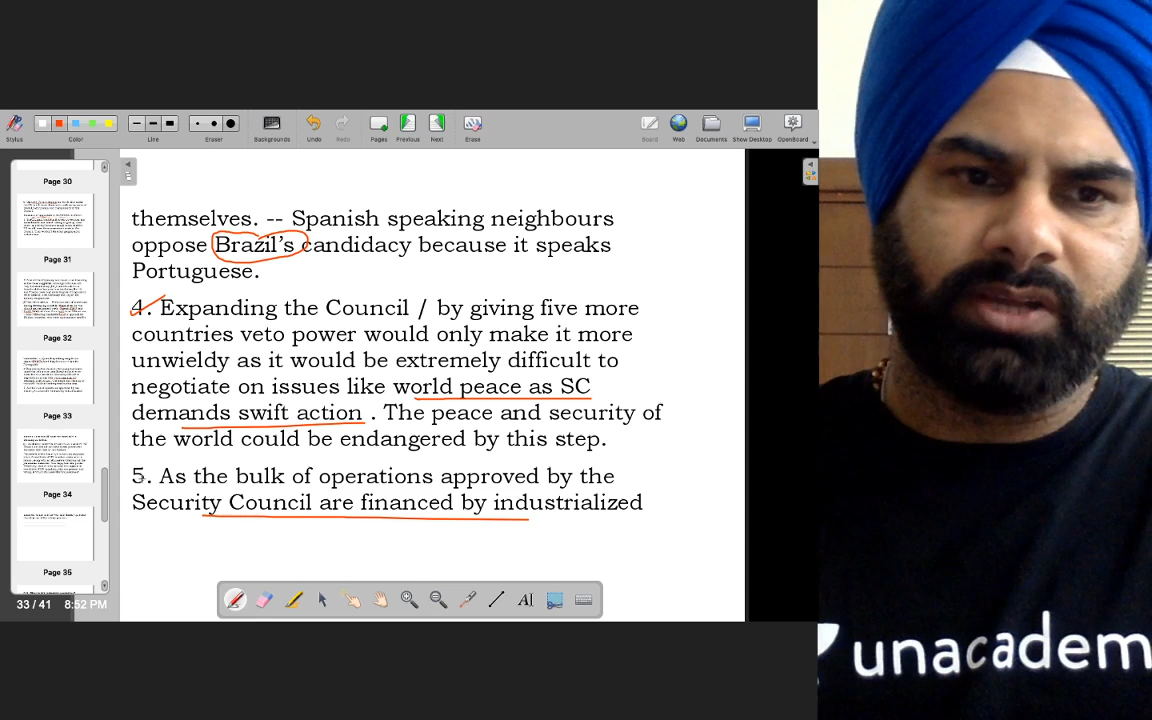 Stylus
Color
Line
Eraser
Backgrounds
Undo
Redo
Pages
Previous
Next
Erase
Board
Web
Documents
Show Desktop
OpenBoard
Page 30
Page 31
Page 32
Page 33
Page 34
Page 35
33 / 41 8:52 PM
themselves. -- Spanish speaking neighbours
oppose Brazil's candidacy because it speaks
Portuguese.
4. Expanding the Council / by giving five more
countries veto power would only make it more
unwieldy as it would be extremely difficult to
negotiate on issues like world peace as SC
demands swift action . The peace and security of
the world could be endangered by this step.
5. As the bulk of operations approved by the
Security Council are financed by industrialized
AI
unacadem